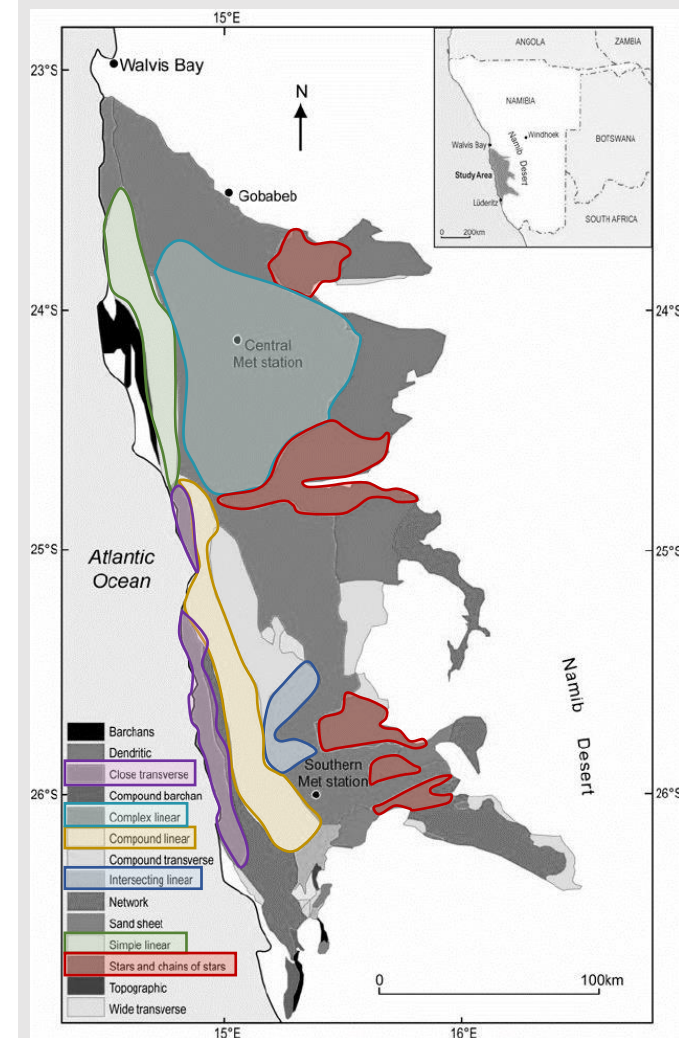 15°E
23°S
Walvis Bay
N
Gobabeb
ANGOLA
ZAMBIA
NAMIBIA
Windhoek
Walvis Bay
Namib
Desert
BOTSWANA
Study Area
Lüderitz
SOUTH AFRICA
0 200km
24°S
24°S
Central
Met station
25°S
25°S
Atlantic
Ocean
Namib
Desert
Southern
Met station
26°S
26°S
Barchans
Dendritic
Close transverse
Compound barchan
Complex linear
Compound linear
Compound transverse
Intersecting linear
Network
Sand sheet
Simple linear
Stars and chains of stars
Topographic
Wide transverse
0 100km
15°E
16°E